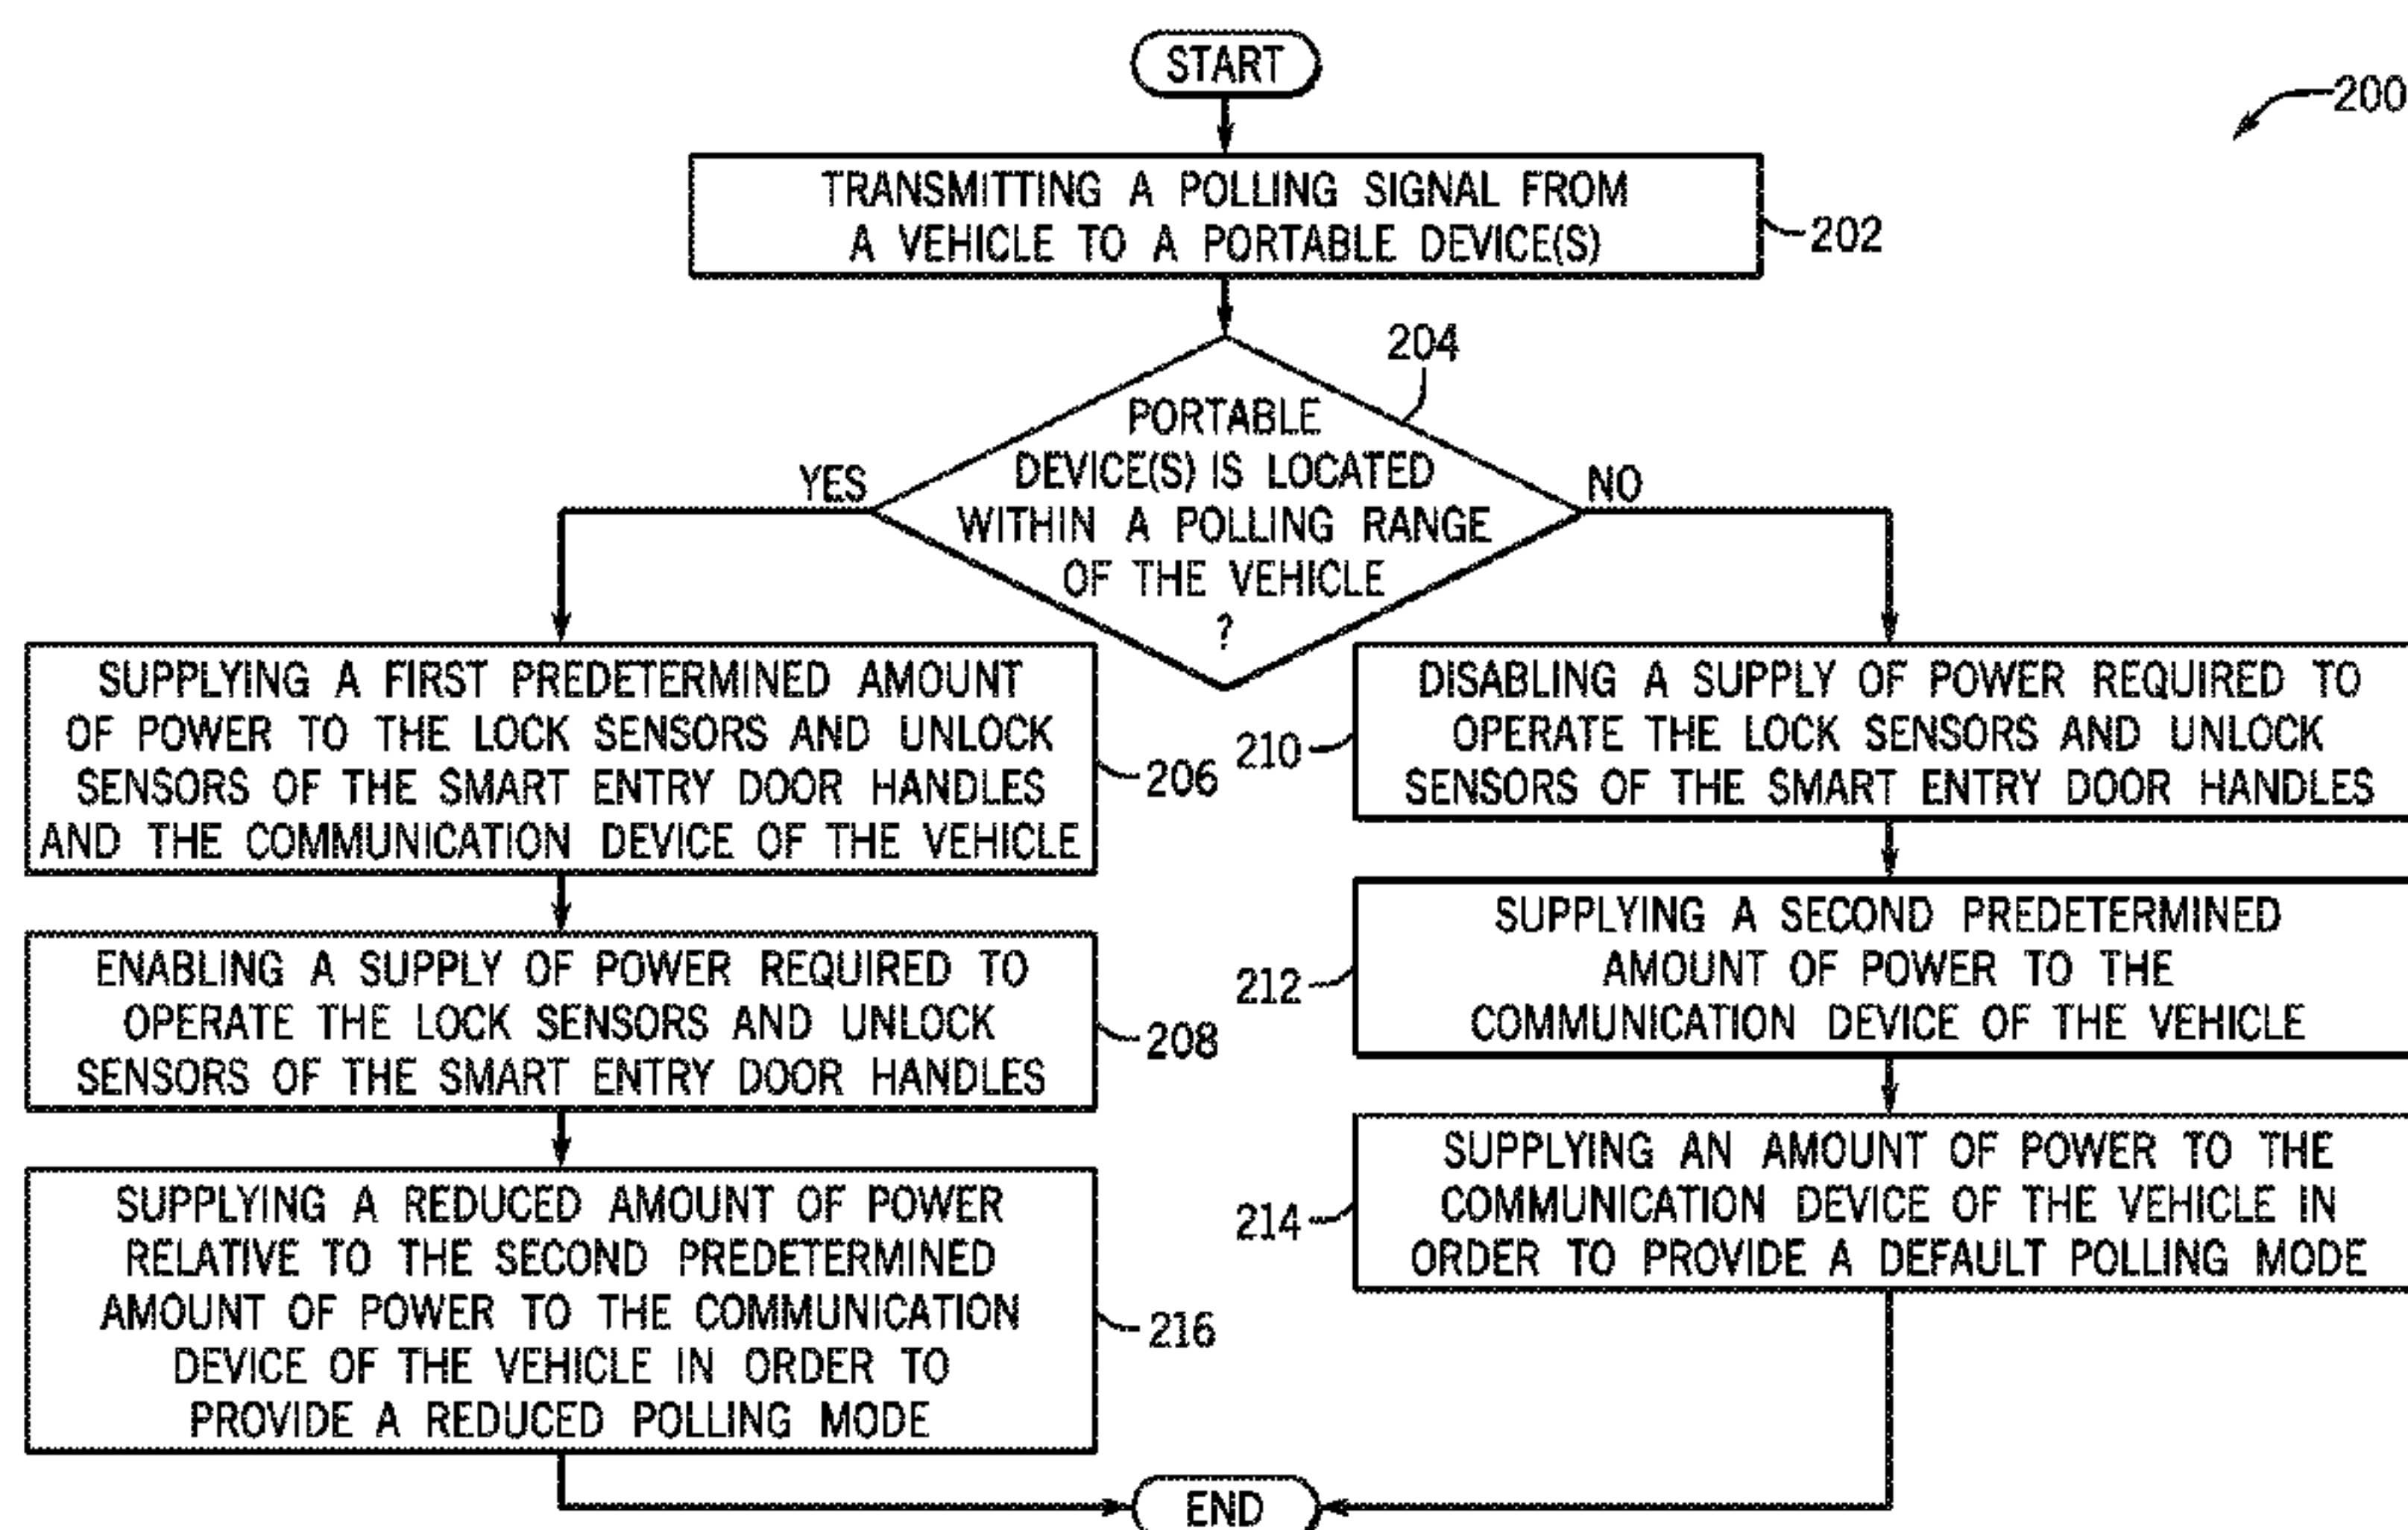 START
200
TRANSMITTING A POLLING SIGNAL FROM
A VEHICLE TO A PORTABLE DEVICE(S)
202
204
PORTABLE
DEVICE(S) IS LOCATED
WITHIN A POLLING RANGE
OF THE VEHICLE
?
YES
NO
SUPPLYING A FIRST PREDETERMINED AMOUNT
OF POWER TO THE LOCK SENSORS AND UNLOCK
SENSORS OF THE SMART ENTRY DOOR HANDLES
AND THE COMMUNICATION DEVICE OF THE VEHICLE
206
ENABLING A SUPPLY OF POWER REQUIRED TO
OPERATE THE LOCK SENSORS AND UNLOCK
SENSORS OF THE SMART ENTRY DOOR HANDLES
208
SUPPLYING A REDUCED AMOUNT OF POWER
RELATIVE TO THE SECOND PREDETERMINED
AMOUNT OF POWER TO THE COMMUNICATION
DEVICE OF THE VEHICLE IN ORDER TO
PROVIDE A REDUCED POLLING MODE
216
DISABLING A SUPPLY OF POWER REQUIRED TO
OPERATE THE LOCK SENSORS AND UNLOCK
SENSORS OF THE SMART ENTRY DOOR HANDLES
210
SUPPLYING A SECOND PREDETERMINED
AMOUNT OF POWER TO THE
COMMUNICATION DEVICE OF THE VEHICLE
212
SUPPLYING AN AMOUNT OF POWER TO THE
COMMUNICATION DEVICE OF THE VEHICLE IN
ORDER TO PROVIDE A DEFAULT POLLING MODE
214
END